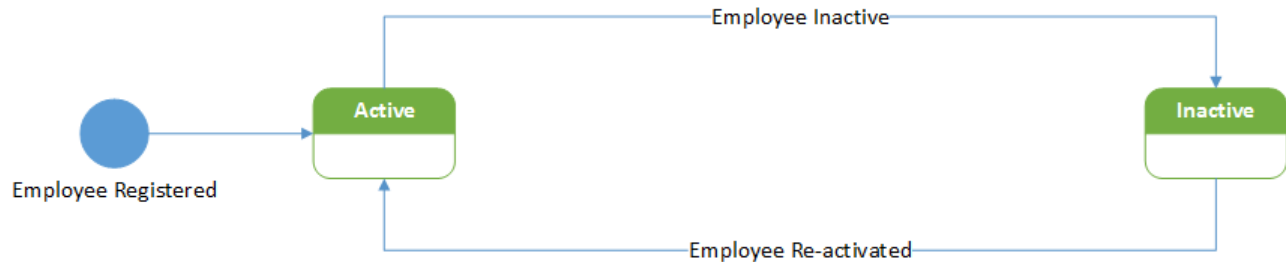 Employee Inactive
Active
Inactive
Employee Registered
Employee Re-activated